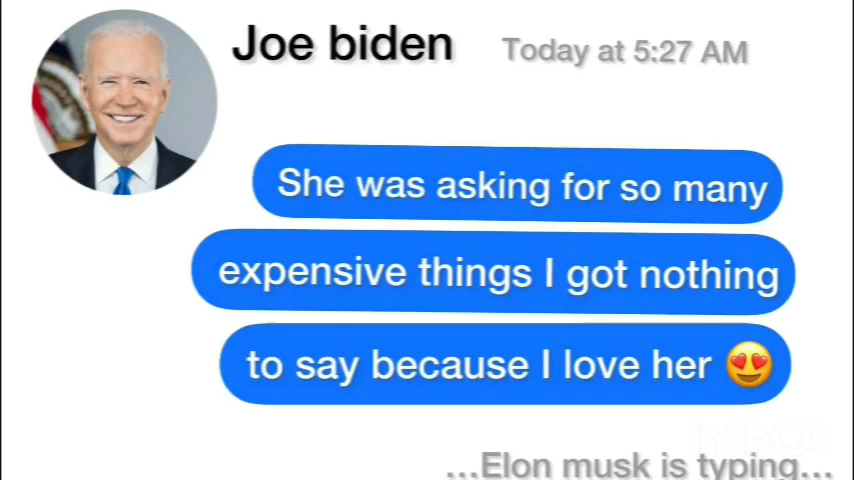 Joe biden Today at 5:27 AM
She was asking for so many
expensive things I got nothing
to say because I love her 😍
InShOt
...Elon musk is typing...